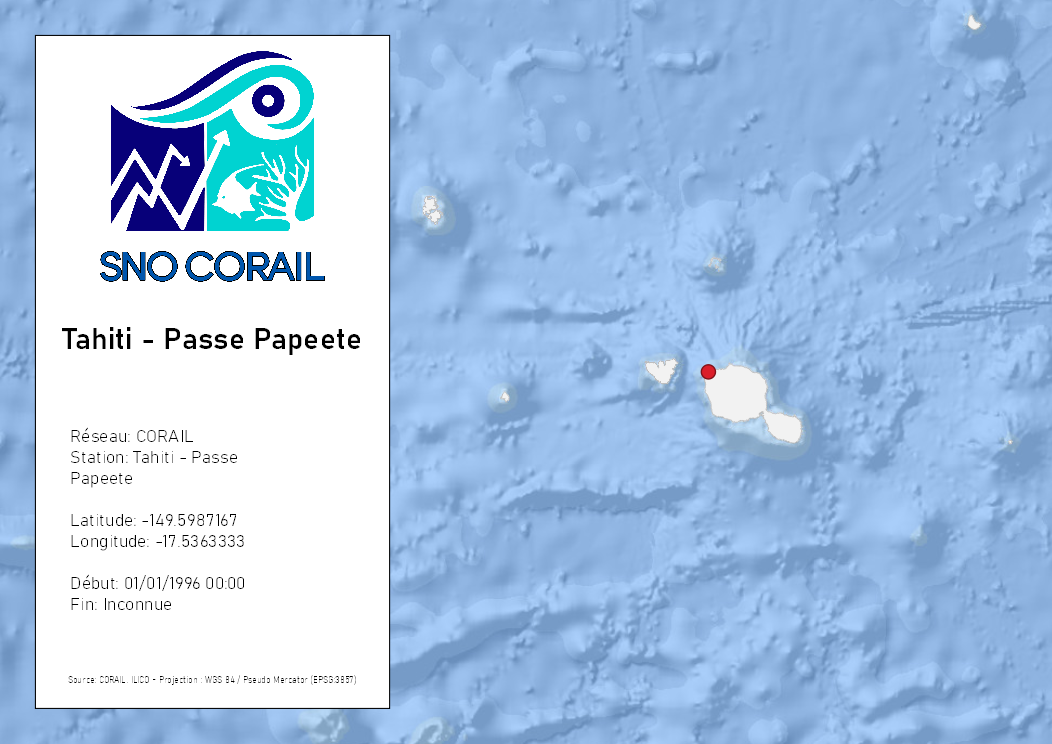 SNO CORAIL
Tahiti - Passe Papeete
Réseau: CORAIL
Station: Tahiti - Passe
Papeete
Latitude: -149.5987167
Longitude: -17.5363333
Début: 01/01/1996 00:00
Fin: Inconnue
Source: CORAIL . ILICO - Projection : WGS 84 / Pseudo Mercator (EPSG:3857)